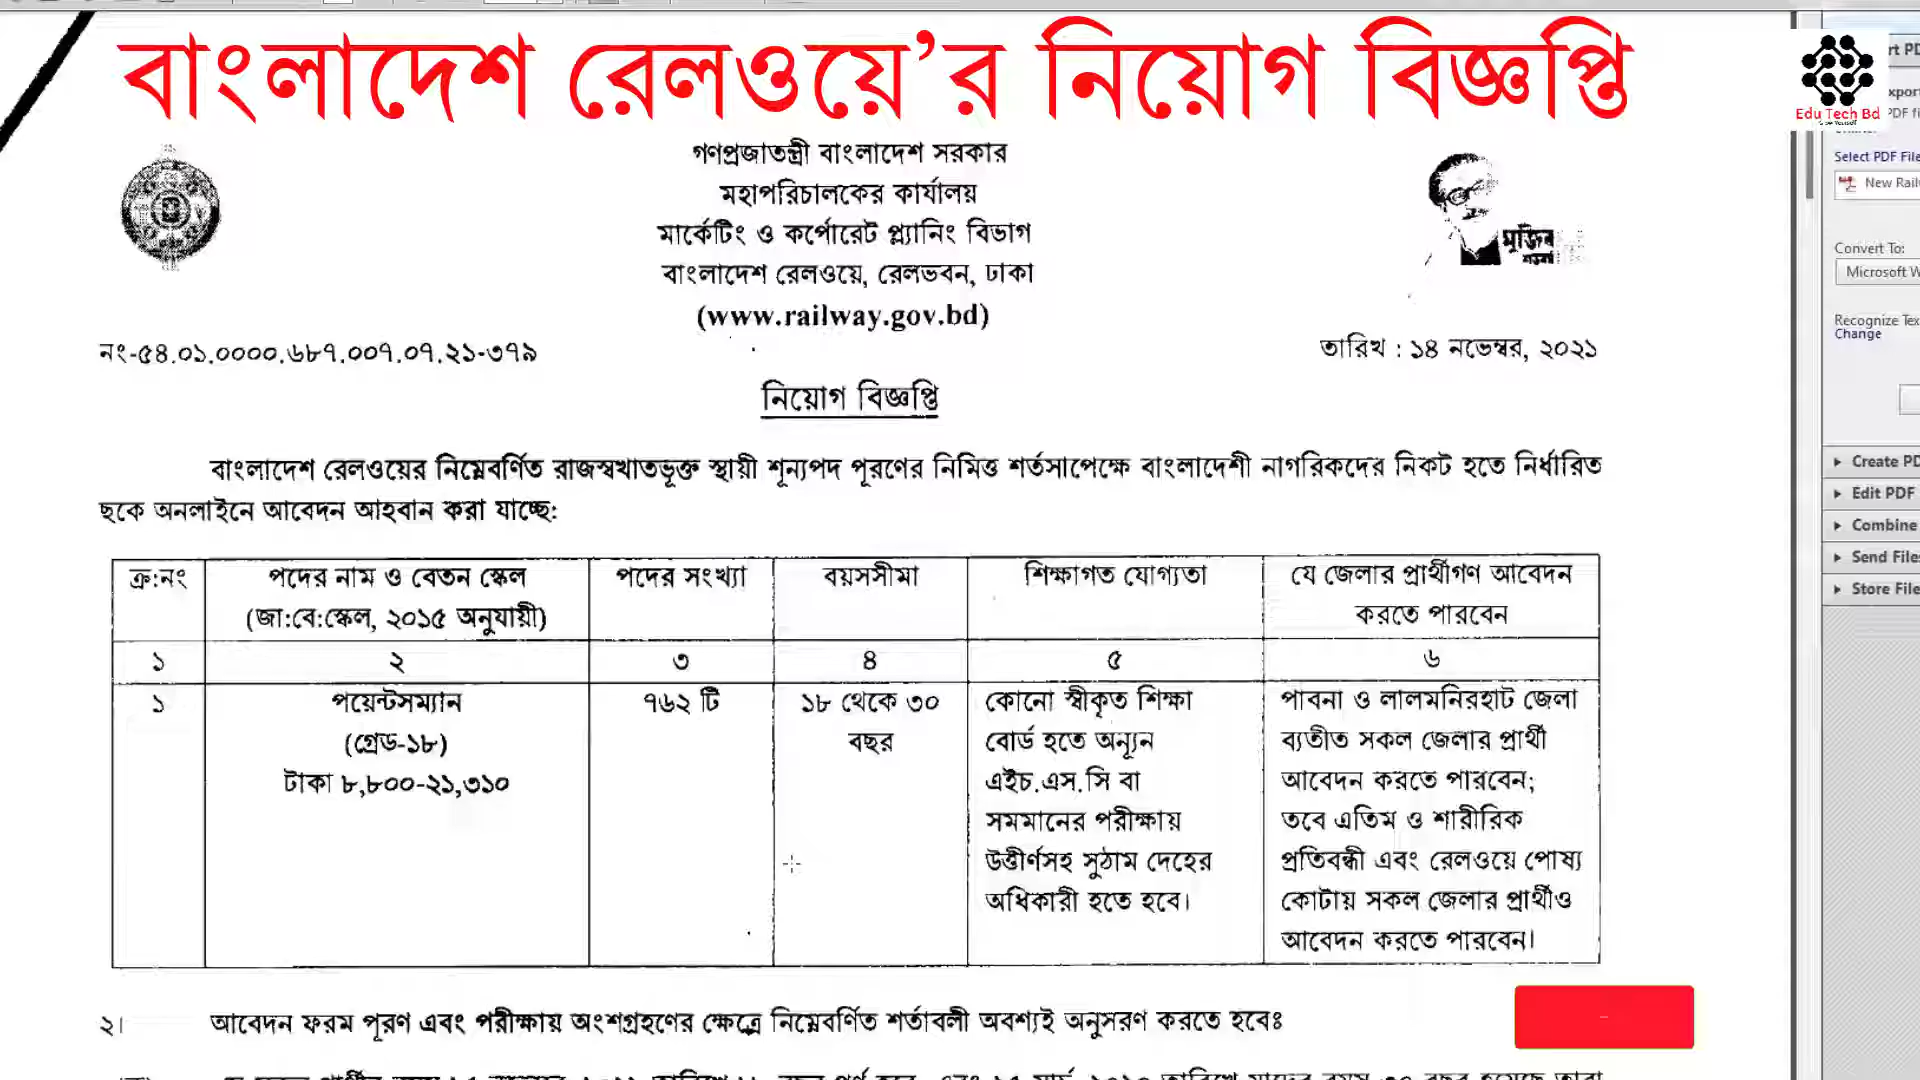 বাংলাদেশ রেলওয়ে’র নিয়োগ বিজ্ঞপ্তি
Edu Tech Bd
গণপ্রজাতন্ত্রী বাংলাদেশ সরকার
মহাপরিচালকের কার্যালয়
মার্কেটিং ও কর্পোরেট প্ল্যানিং বিভাগ
বাংলাদেশ রেলওয়ে, রেলভবন, ঢাকা
(www.railway.gov.bd)
মুজিব
নং-৫৪.০১.০০০০.৬৮৭.০০৭.০৭.২১-৩৭৯
তারিখ : ১৪ নভেম্বর, ২০২১
নিয়োগ বিজ্ঞপ্তি
বাংলাদেশ রেলওয়ের নিম্নেবর্ণিত রাজস্বখাতভূক্ত স্থায়ী শূন্যপদ পূরণের নিমিত্ত শর্তসাপেক্ষে বাংলাদেশী নাগরিকদের নিকট হতে নির্ধারিত
ছকে অনলাইনে আবেদন আহবান করা যাচ্ছে:
ক্র:নং
পদের নাম ও বেতন স্কেল
(জা:বে:স্কেল, ২০১৫ অনুযায়ী)
পদের সংখ্যা
বয়সসীমা
শিক্ষাগত যোগ্যতা
যে জেলার প্রার্থীগণ আবেদন
করতে পারবেন
১ ২ ৩ ৪ ৫ ৬
১
পয়েন্টসম্যান
(গ্রেড-১৮)
টাকা ৮,৮০০-২১,৩১০
৭৬২ টি
১৮ থেকে ৩০
বছর
কোনো স্বীকৃত শিক্ষা
বোর্ড হতে অন্যূন
এইচ.এস.সি বা
সমমানের পরীক্ষায়
উত্তীর্ণসহ সুঠাম দেহের
অধিকারী হতে হবে।
পাবনা ও লালমনিরহাট জেলা
ব্যতীত সকল জেলার প্রার্থী
আবেদন করতে পারবেন;
তবে এতিম ও শারীরিক
প্রতিবন্ধী এবং রেলওয়ে পোষ্য
কোটায় সকল জেলার প্রার্থীও
আবেদন করতে পারবেন।
২। আবেদন ফরম পূরণ এবং পরীক্ষায় অংশগ্রহণের ক্ষেত্রে নিম্নেবর্ণিত শর্তাবলী অবশ্যই অনুসরণ করতে হবেঃ
Select PDF File
New Rail
Convert To:
Microsoft W
Recognize Tex
Change
Create PD
Edit PDF
Combine
Send File
Store File